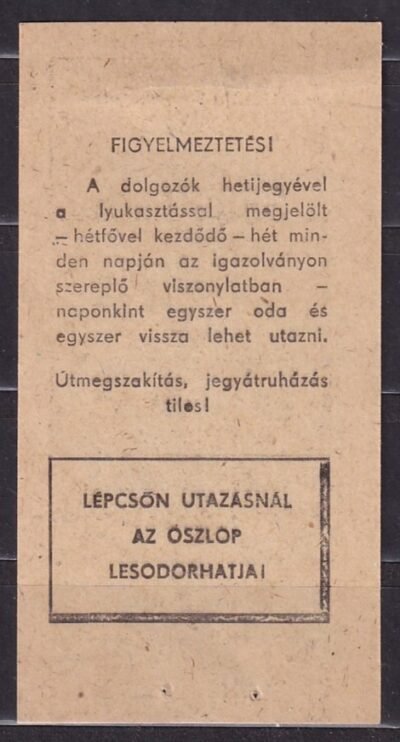 FIGYELMEZTETÉS!
A dolgozók hetijegyével
a lyukasztással megjelölt
– hétfővel kezdődő – hét min-
den napján az igazolványon
szereplő viszonylatban –
naponkint egyszer oda és
egyszer vissza lehet utazni.
Útmegszakítás, jegyátruházás
tilos!
LÉPCSŐN UTAZÁSNÁL
AZ OSZLOP
LESODORHATJA!